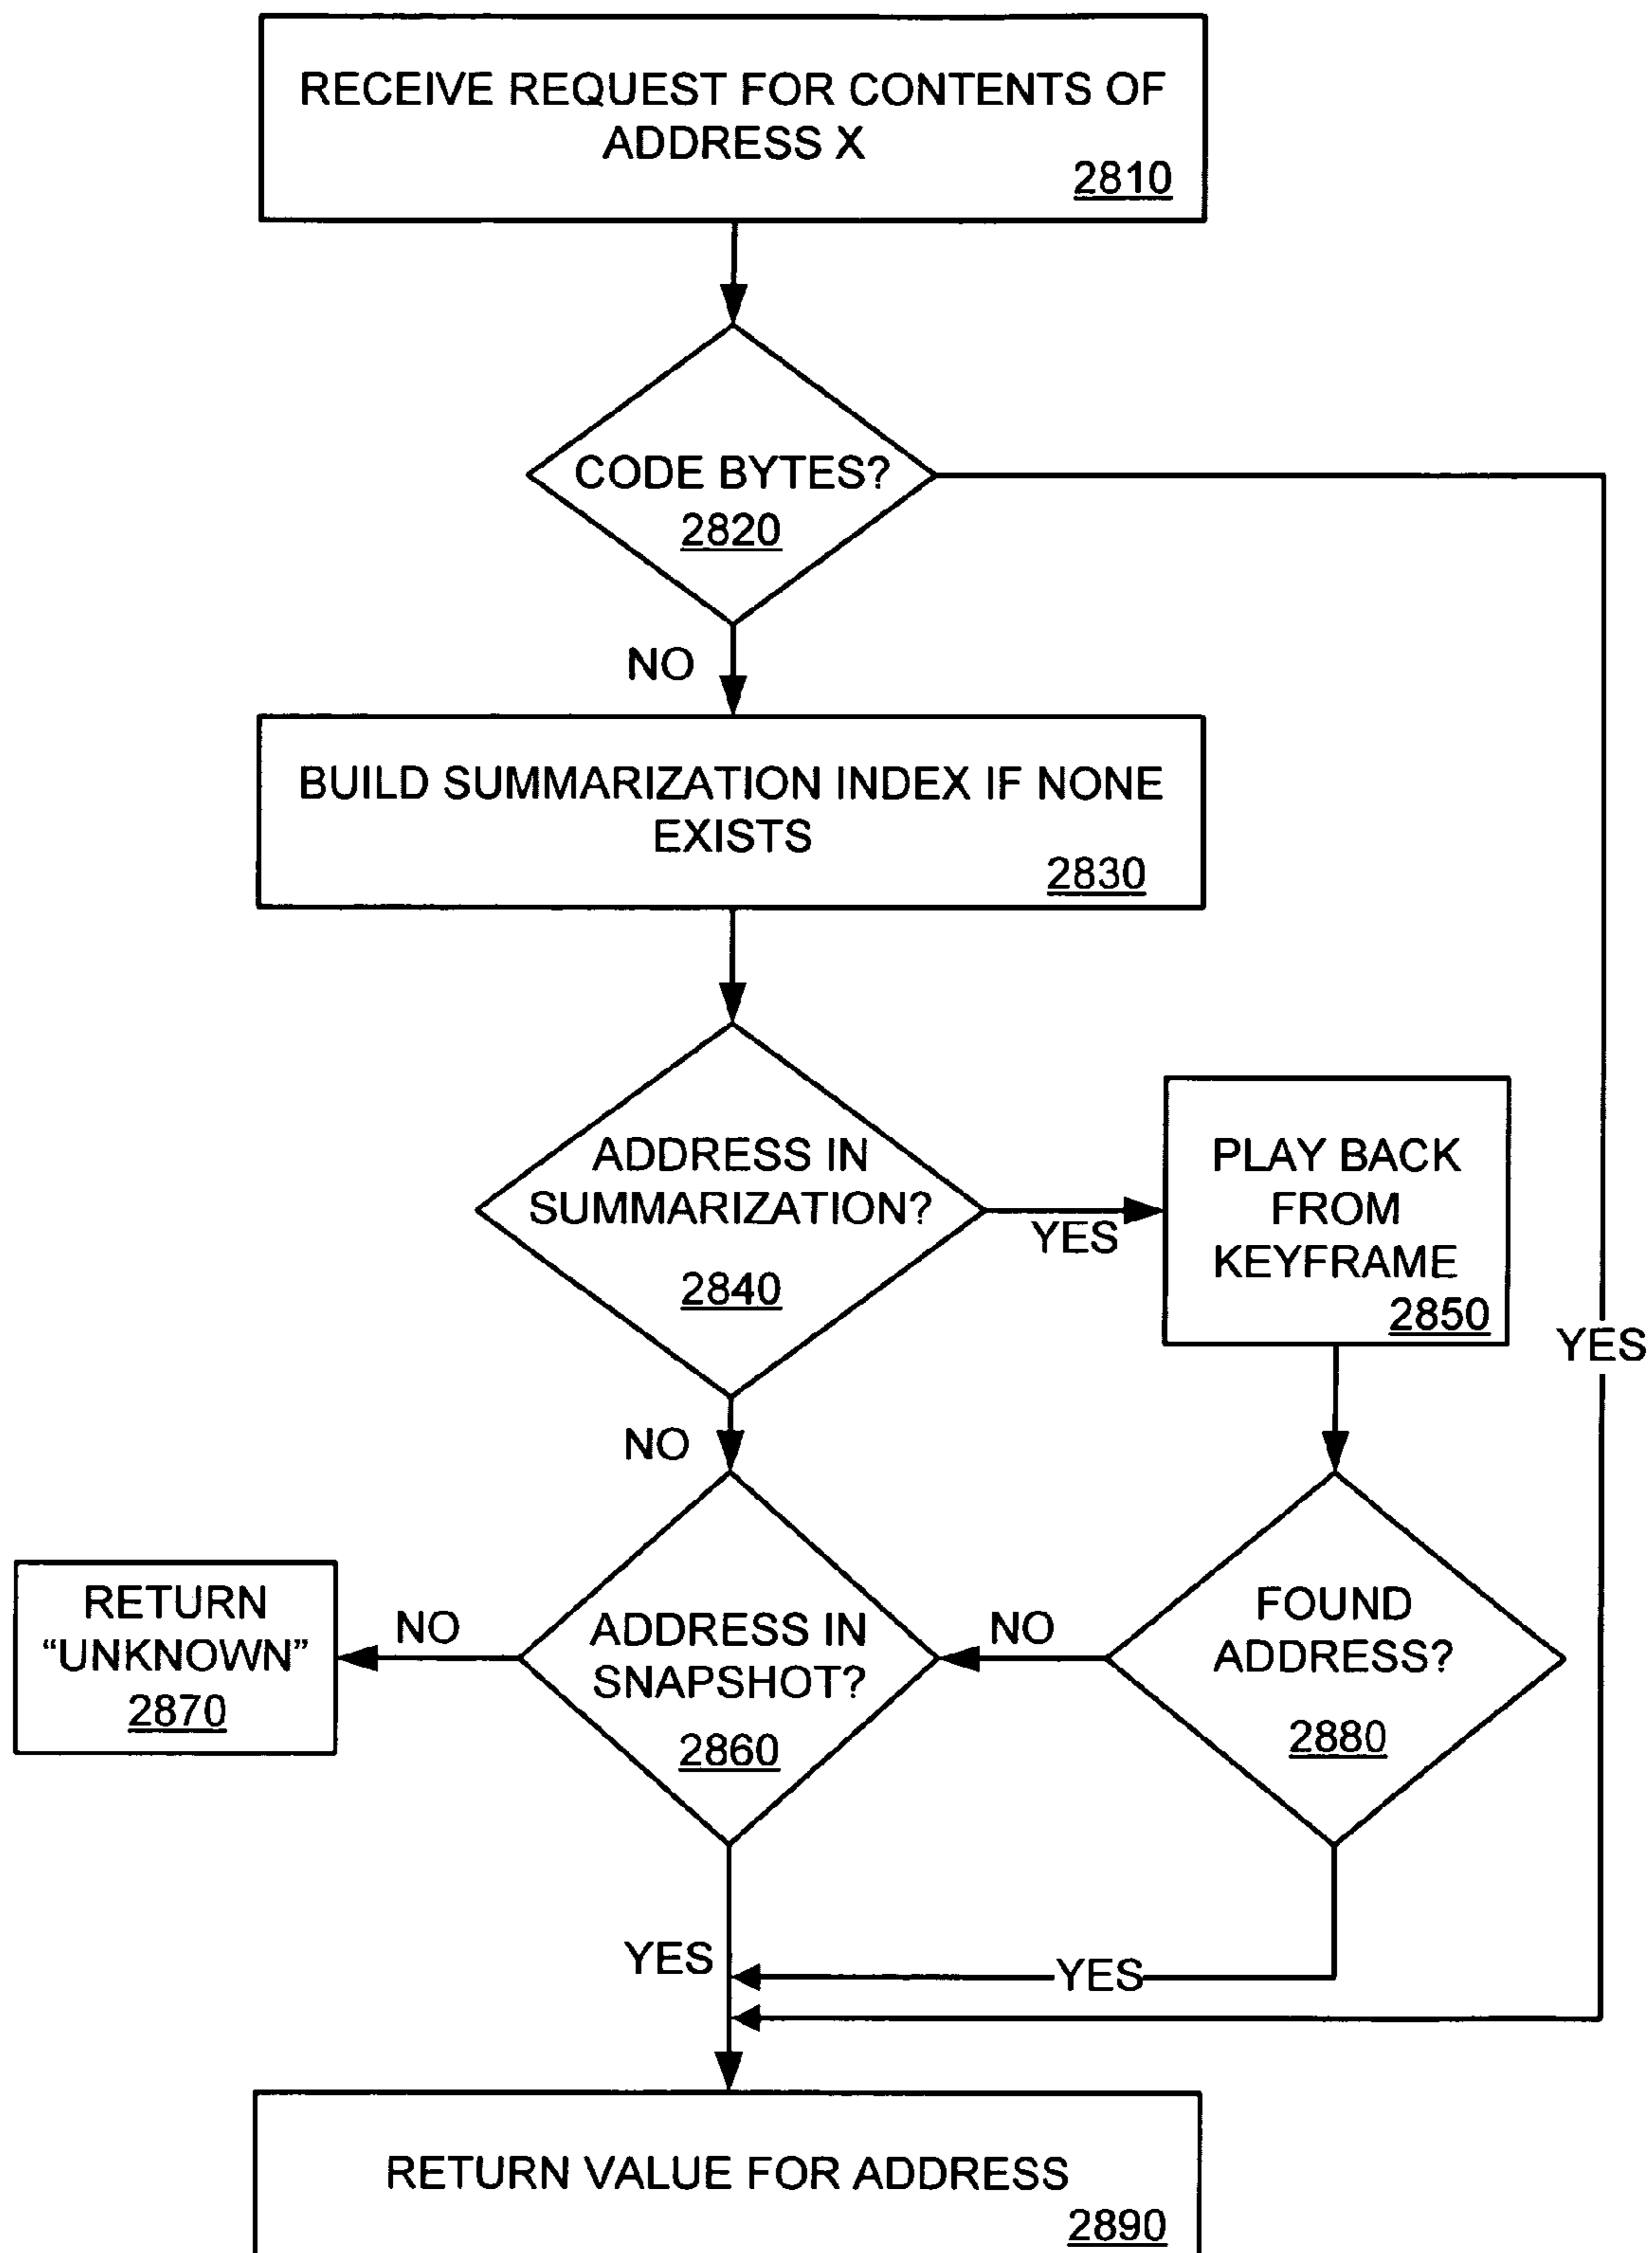 RECEIVE REQUEST FOR CONTENTS OF
ADDRESS X
2810
CODE BYTES?
2820
NO
BUILD SUMMARIZATION INDEX IF NONE
EXISTS
2830
ADDRESS IN
SUMMARIZATION?
2840
YES
PLAY BACK
FROM
KEYFRAME
2850
YES
NO
RETURN
“UNKNOWN”
2870
NO
ADDRESS IN
SNAPSHOT?
2860
NO
FOUND
ADDRESS?
2880
YES
YES
RETURN VALUE FOR ADDRESS
2890